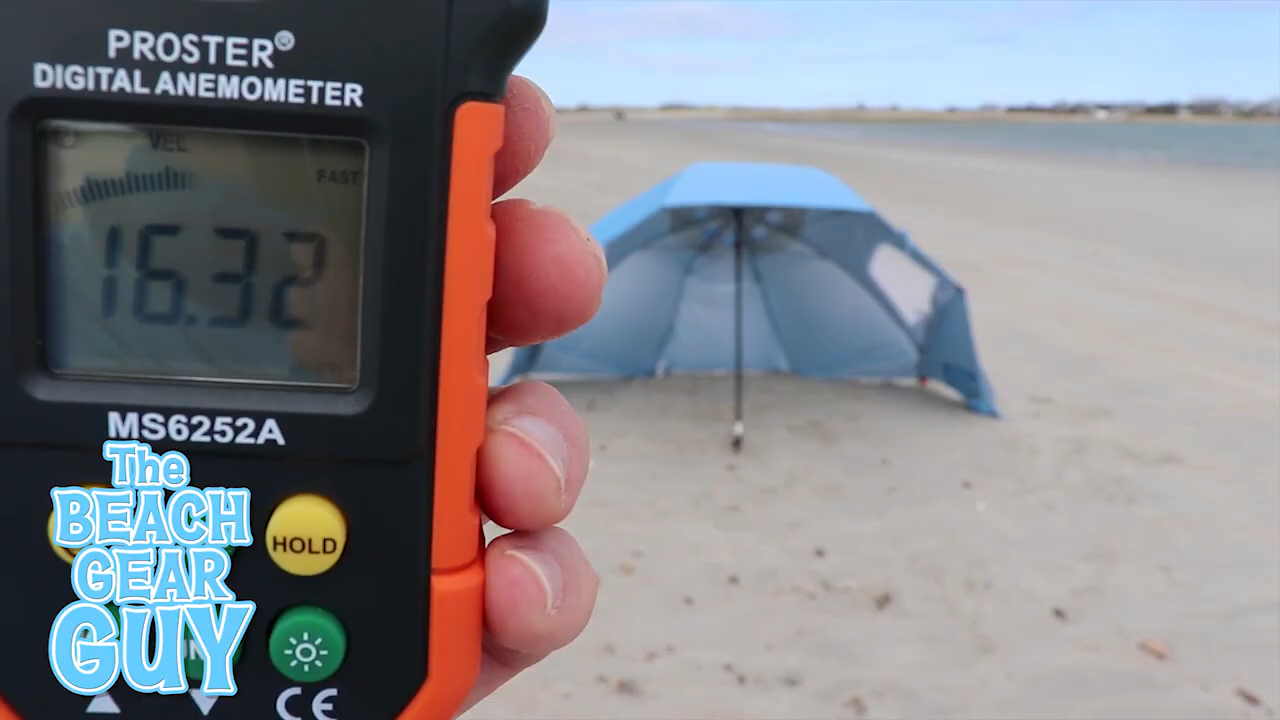 PROSTER®
DIGITAL ANEMOMETER
VEL
FAST
16.32
MS6252A
The
BEACH
GEAR
GUY
HOLD
CE